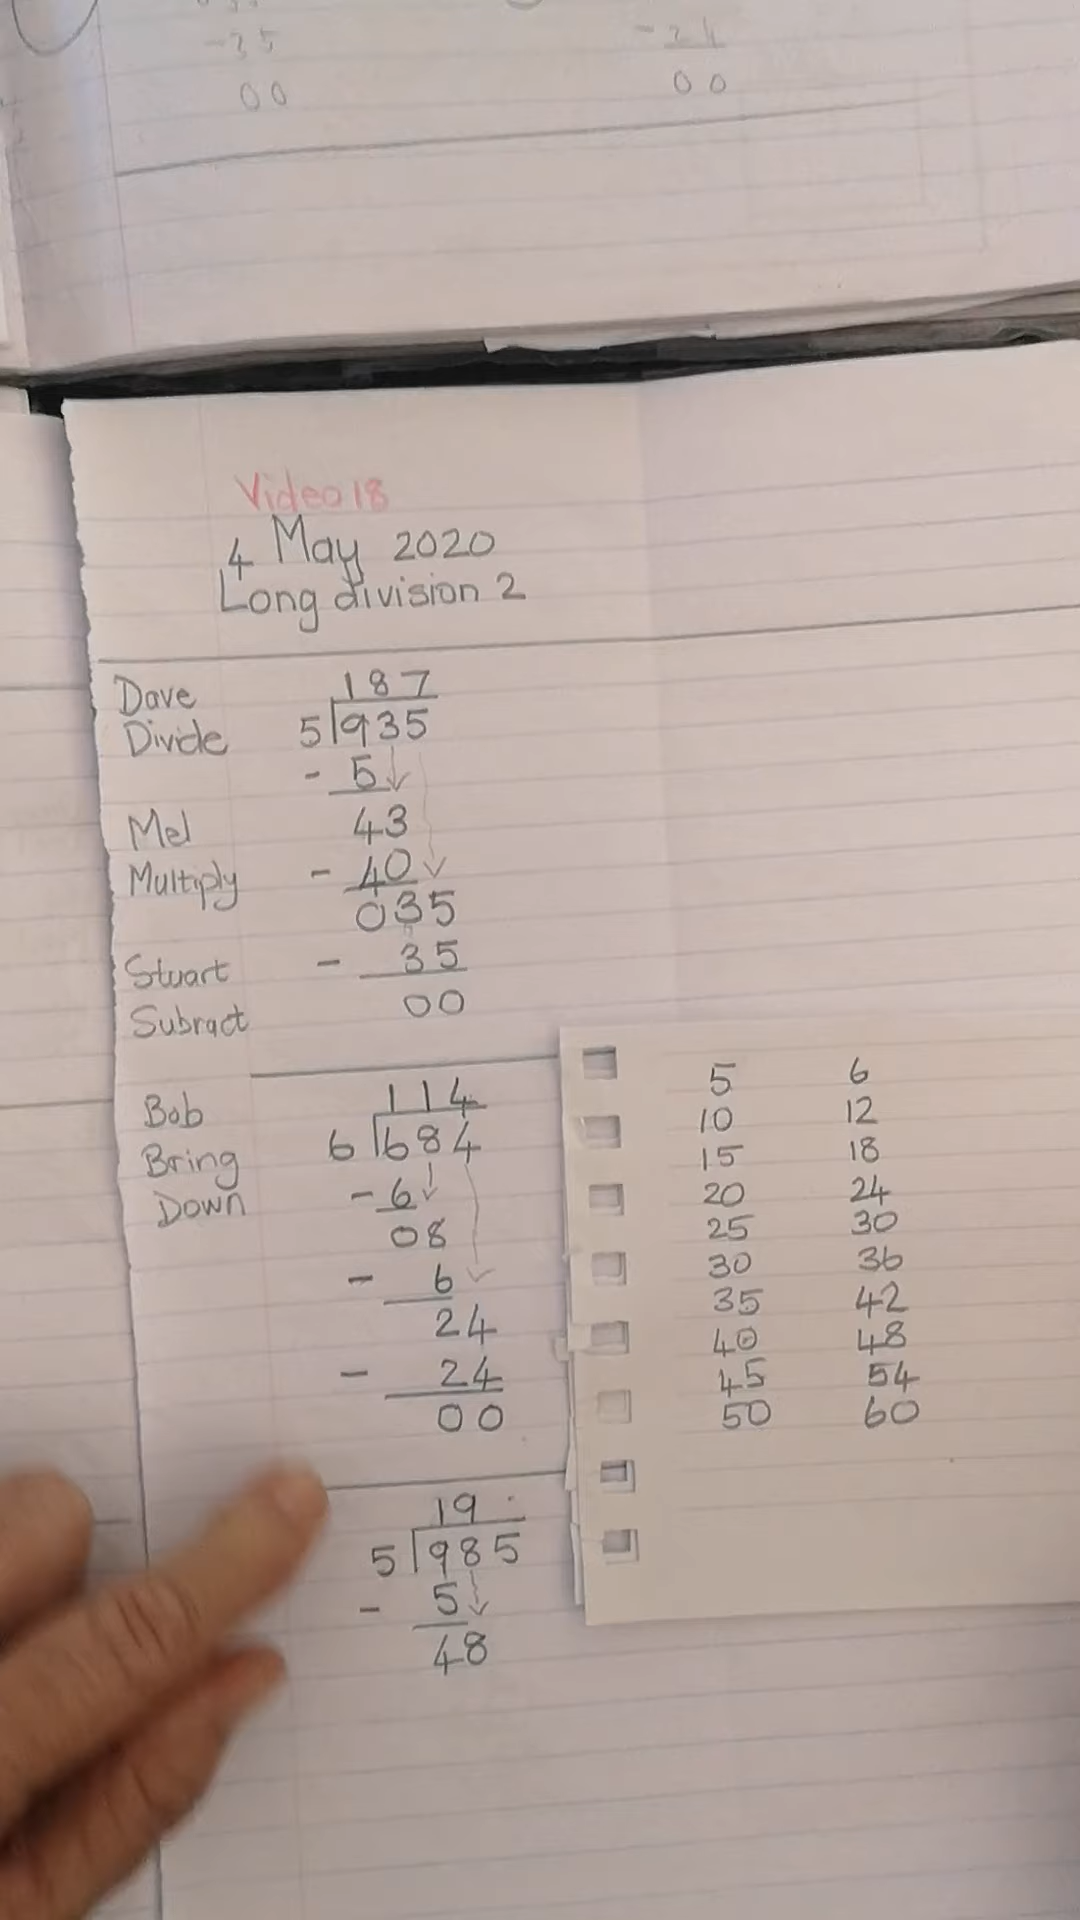 -35
00
-24
00
Video 18
4 May 2020
Long division 2
Dave
Divide
Mel
Multiply
Stuart
Subract
187
5 935
- 5
43
- 40
035
- 35
00
Bob
Bring
Down
114
6 684
- 6
08
- 6
24
- 24
00
19
5 985
- 5
48
5 6
10 12
15 18
20 24
25 30
30 36
35 42
40 48
45 54
50 60